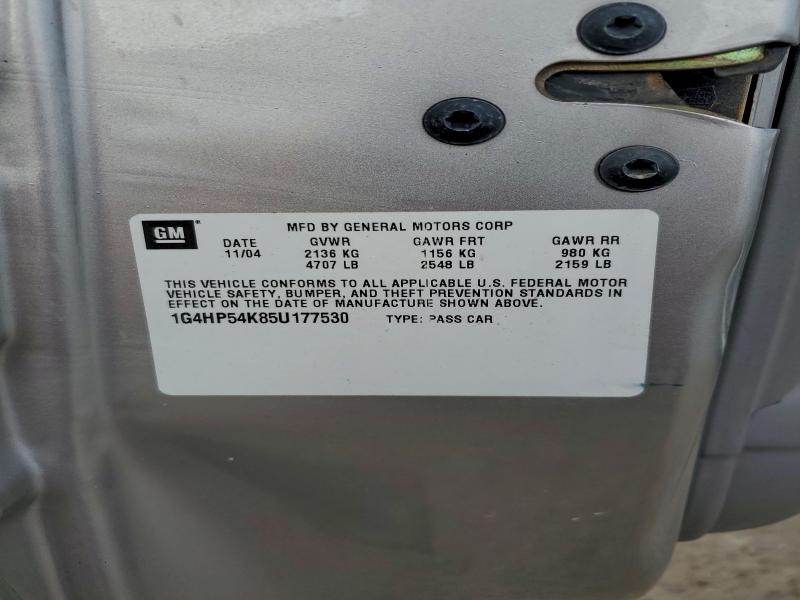 GM MFD BY GENERAL MOTORS CORP
DATE GVWR GAWR FRT GAWR RR
11/04 2136 KG 1156 KG 980 KG
4707 LB 2548 LB 2159 LB
THIS VEHICLE CONFORMS TO ALL APPLICABLE U.S. FEDERAL MOTOR
VEHICLE SAFETY, BUMPER, AND THEFT PREVENTION STANDARDS IN
EFFECT ON THE DATE OF MANUFACTURE SHOWN ABOVE.
1G4HP54K85U177530 TYPE: PASS CAR